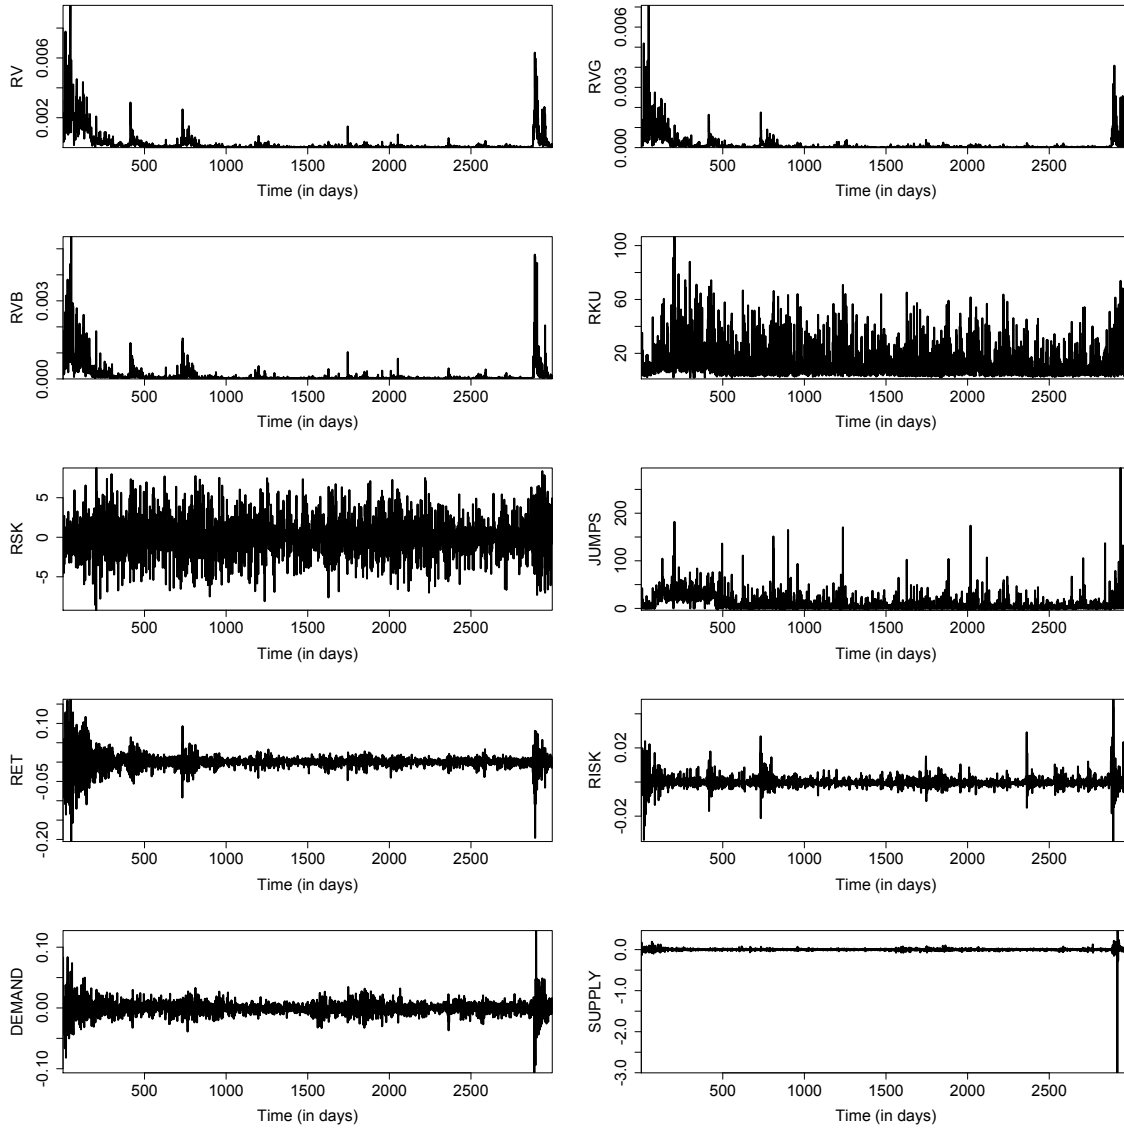 RV
0.002 0.006
500 1000 1500 2000 2500
Time (in days)
RVG
0.000 0.003 0.006
500 1000 1500 2000 2500
Time (in days)
RVB
0.000 0.003
500 1000 1500 2000 2500
Time (in days)
RKU
20 60 100
500 1000 1500 2000 2500
Time (in days)
RSK
-5 0 5
500 1000 1500 2000 2500
Time (in days)
JUMPS
0 100 200
500 1000 1500 2000 2500
Time (in days)
RET
-0.20 -0.05 0.10
500 1000 1500 2000 2500
Time (in days)
RISK
-0.02 0.02
500 1000 1500 2000 2500
Time (in days)
DEMAND
-0.10 0.00 0.10
500 1000 1500 2000 2500
Time (in days)
SUPPLY
-3.0 -2.0 -1.0 0.0
500 1000 1500 2000 2500
Time (in days)